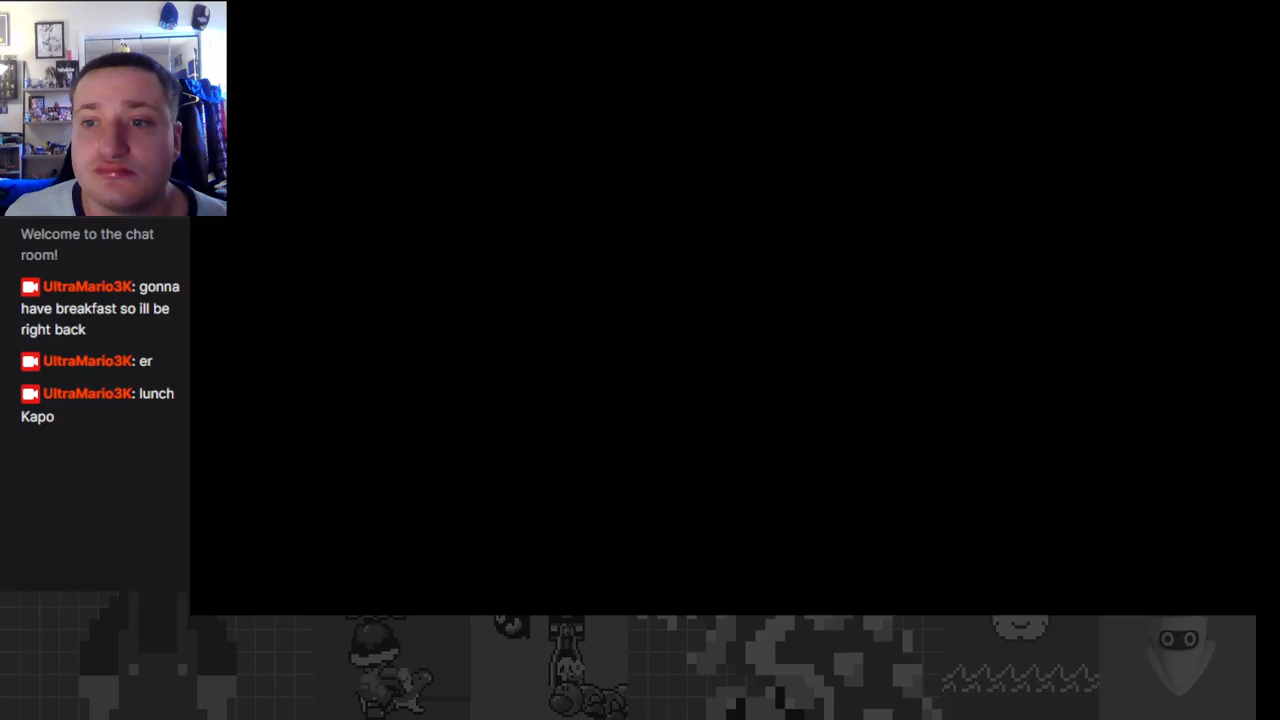 Welcome to the chat
room!
UltraMario3K: gonna
have breakfast so ill be
right back
UltraMario3K: er
UltraMario3K: lunch
Kapo